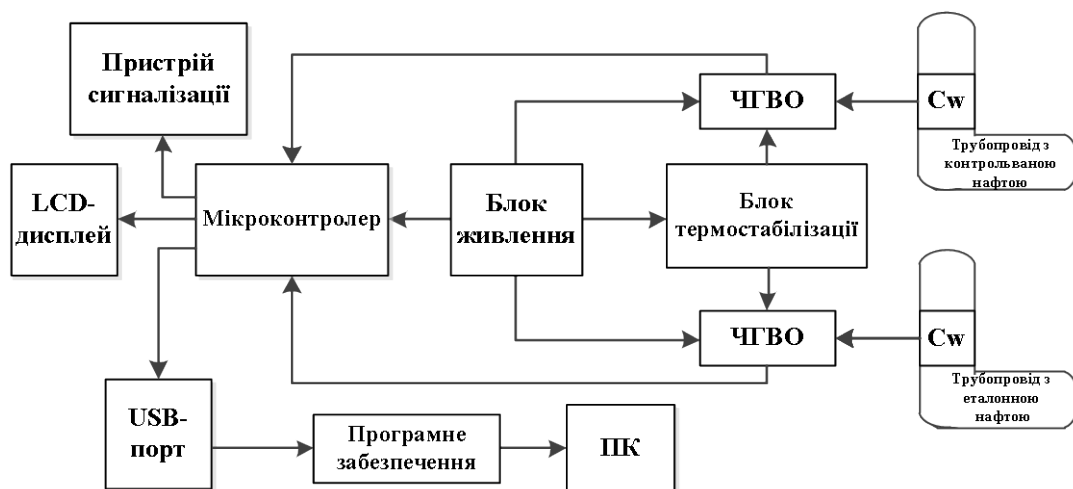 Пристрій
сигналізації
ЧГВО
Cw
Трубопровід з
контрольваною
нафтою
LCD-
дисплей
Мікроконтролер
Блок
живлення
Блок
термостабілізації
ЧГВО
Cw
Трубопровід з
еталонною
нафтою
USB-
порт
Програмне
забезпечення
ПК